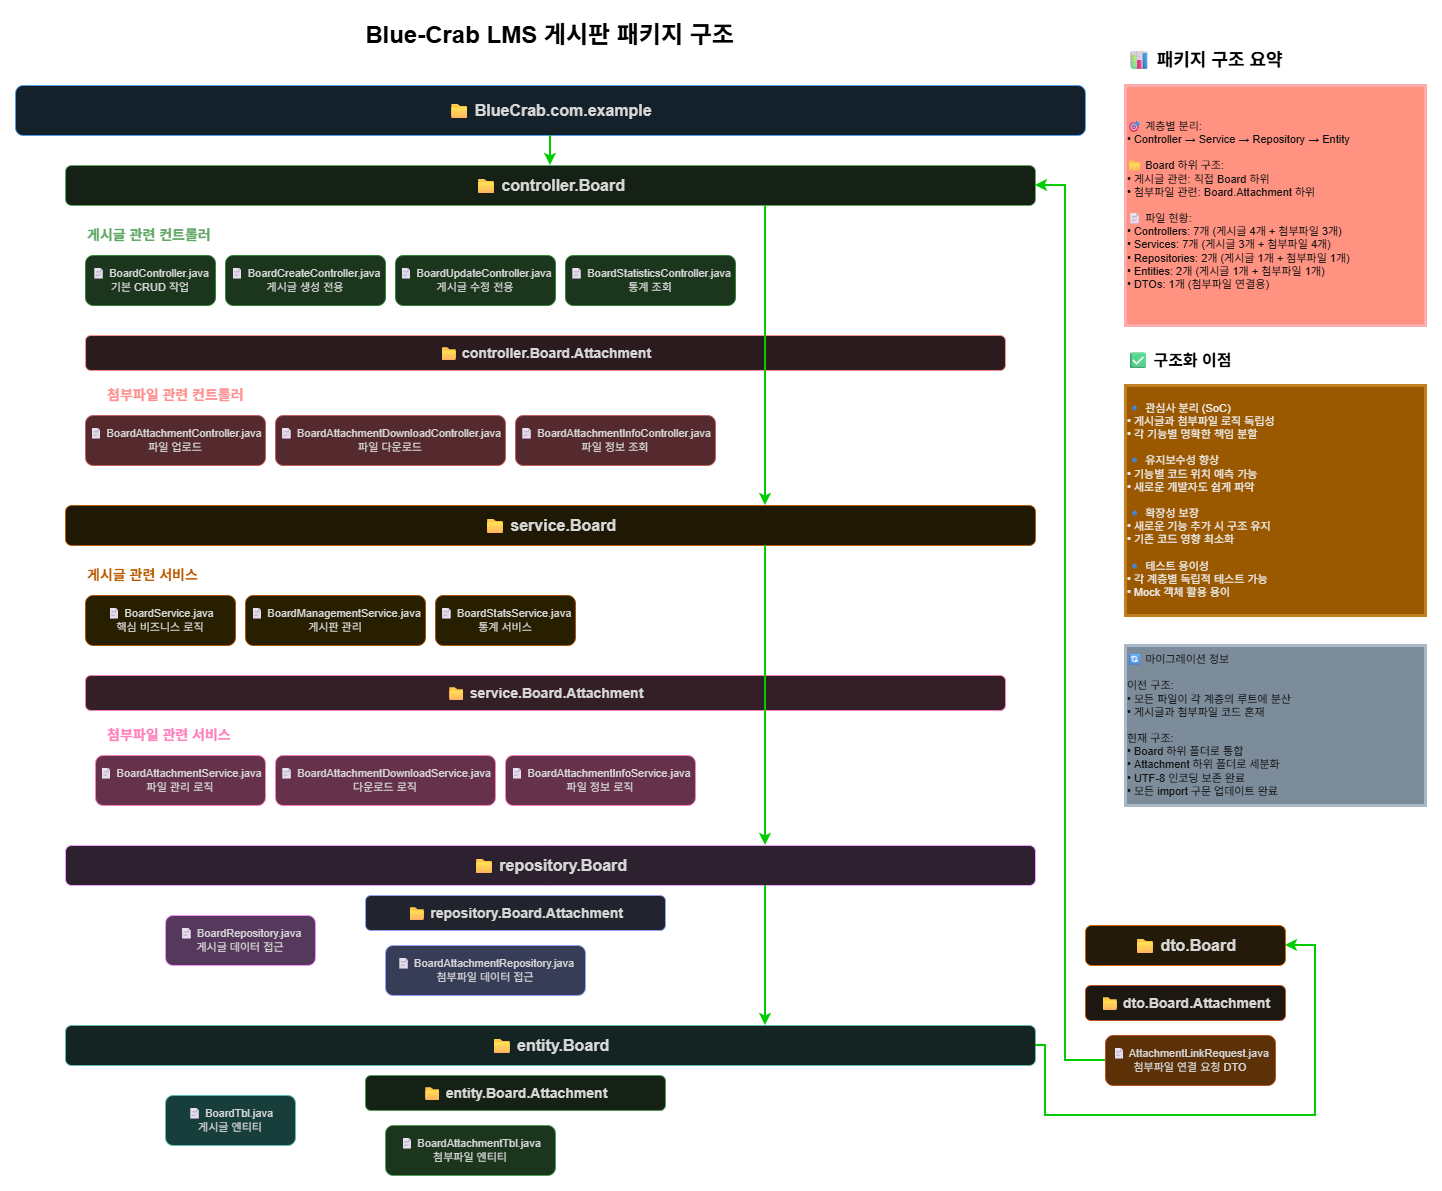 Blue-Crab LMS 게시판 패키지 구조
📁 BlueCrab.com.example
📁 controller.Board
게시글 관련 컨트롤러
📄 BoardController.java
기본 CRUD 작업
📄 BoardCreateController.java
게시글 생성 전용
📄 BoardUpdateController.java
게시글 수정 전용
📄 BoardStatisticsController.java
통계 조회
📁 controller.Board.Attachment
첨부파일 관련 컨트롤러
📄 BoardAttachmentController.java
파일 업로드
📄 BoardAttachmentDownloadController.java
파일 다운로드
📄 BoardAttachmentInfoController.java
파일 정보 조회
📁 service.Board
게시글 관련 서비스
📄 BoardService.java
핵심 비즈니스 로직
📄 BoardManagementService.java
게시판 관리
📄 BoardStatsService.java
통계 서비스
📁 service.Board.Attachment
첨부파일 관련 서비스
📄 BoardAttachmentService.java
파일 관리 로직
📄 BoardAttachmentDownloadService.java
다운로드 로직
📄 BoardAttachmentInfoService.java
파일 정보 로직
📁 repository.Board
📄 BoardRepository.java
게시글 데이터 접근
📁 repository.Board.Attachment
📄 BoardAttachmentRepository.java
첨부파일 데이터 접근
📁 entity.Board
📄 BoardTbl.java
게시글 엔티티
📁 entity.Board.Attachment
📄 BoardAttachmentTbl.java
첨부파일 엔티티
📊 패키지 구조 요약
🎯 계층별 분리:
• Controller → Service → Repository → Entity
📁 Board 하위 구조:
• 게시글 관련: 직접 Board 하위
• 첨부파일 관련: Board.Attachment 하위
📄 파일 현황:
• Controllers: 7개 (게시글 4개 + 첨부파일 3개)
• Services: 7개 (게시글 3개 + 첨부파일 4개)
• Repositories: 2개 (게시글 1개 + 첨부파일 1개)
• Entities: 2개 (게시글 1개 + 첨부파일 1개)
• DTOs: 1개 (첨부파일 연결용)
✅ 구조화 이점
🔹 관심사 분리 (SoC)
• 게시글과 첨부파일 로직 독립성
• 각 기능별 명확한 책임 분할
🔹 유지보수성 향상
• 기능별 코드 위치 예측 가능
• 새로운 개발자도 쉽게 파악
🔹 확장성 보장
• 새로운 기능 추가 시 구조 유지
• 기존 코드 영향 최소화
🔹 테스트 용이성
• 각 계층별 독립적 테스트 가능
• Mock 객체 활용 용이
🔄 마이그레이션 정보
이전 구조:
• 모든 파일이 각 계층의 루트에 분산
• 게시글과 첨부파일 코드 혼재
현재 구조:
• Board 하위 폴더로 통합
• Attachment 하위 폴더로 세분화
• UTF-8 인코딩 보존 완료
• 모든 import 구문 업데이트 완료
📁 dto.Board
📁 dto.Board.Attachment
📄 AttachmentLinkRequest.java
첨부파일 연결 요청 DTO